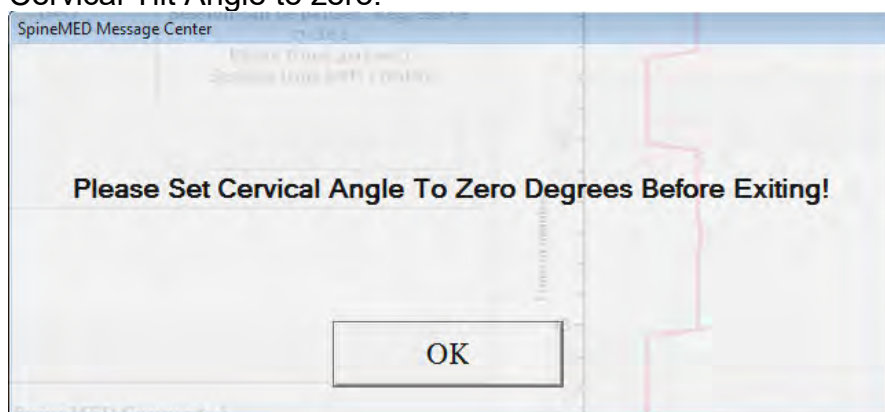 Cervical Tilt Angle to zero.
SpineMED Message Center
Please Set Cervical Angle To Zero Degrees Before Exiting!
OK